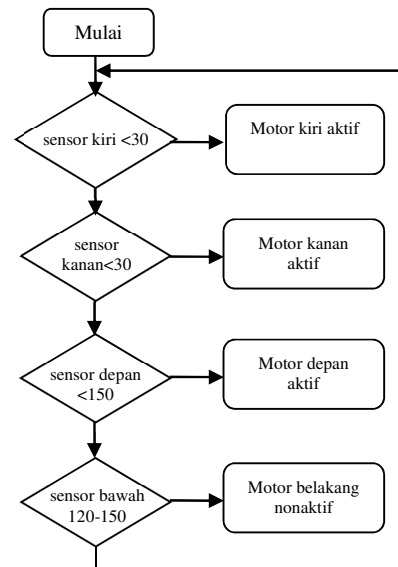 Mulai
sensor kiri <30
Motor kiri aktif
sensor
kanan<30
Motor kanan
aktif
sensor depan
<150
Motor depan
aktif
sensor bawah
120-150
Motor belakang
nonaktif